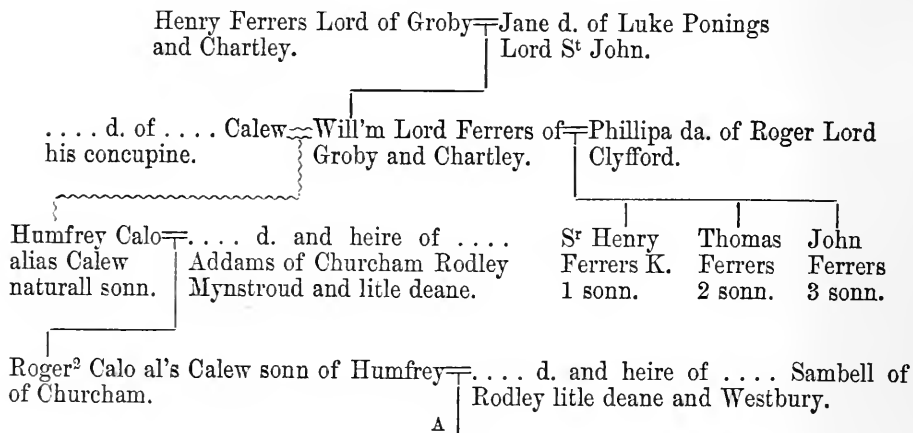 Henry Ferrers Lord of Groby
and Chartley.
Jane d. of Luke Ponings
Lord Sᵗ John.
. . . . d. of . . . . Calew
his concupine.
Will'm Lord Ferrers of
Groby and Chartley.
Phillipa da. of Roger Lord
Clyfford.
Humfrey Calo
alias Calew
naturall sonn.
. . . . d. and heire of . . . .
Addams of Churcham Rodley
Mynstroud and litle deane.
Sʳ Henry
Ferrers K.
1 sonn.
Thomas
Ferrers
2 sonn.
John
Ferrers
3 sonn.
Roger² Calo al's Calew sonn of Humfrey
of Churcham.
. . . . d. and heire of . . . . Sambell of
Rodley litle deane and Westbury.
A